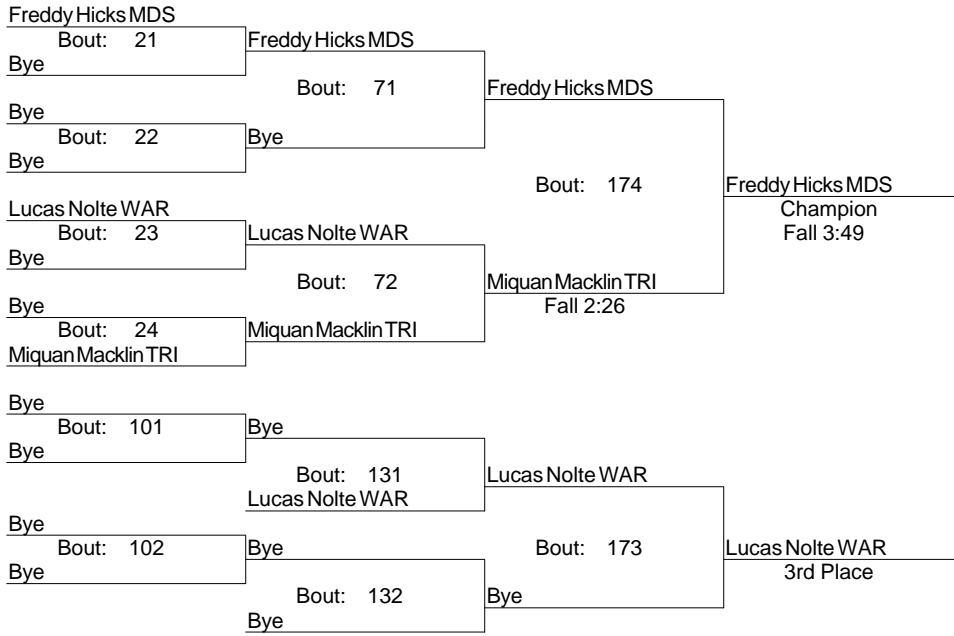 Freddy Hicks MDS
Bout: 21
Freddy Hicks MDS
Bye
Bout: 71
Freddy Hicks MDS
Bye
Bout: 22
Bye
Bye
Bout: 174
Freddy Hicks MDS
Lucas Nolte WAR
Champion
Bout: 23
Lucas Nolte WAR
Fall 3:49
Bye
Bout: 72
Miquan Macklin TRI
Bye
Fall 2:26
Bout: 24
Miquan Macklin TRI
Miquan Macklin TRI
Bye
Bout: 101
Bye
Bye
Bout: 131
Lucas Nolte WAR
Lucas Nolte WAR
Bye
Bout: 102
Bye
Bout: 173
Lucas Nolte WAR
Bye
3rd Place
Bout: 132
Bye
Bye